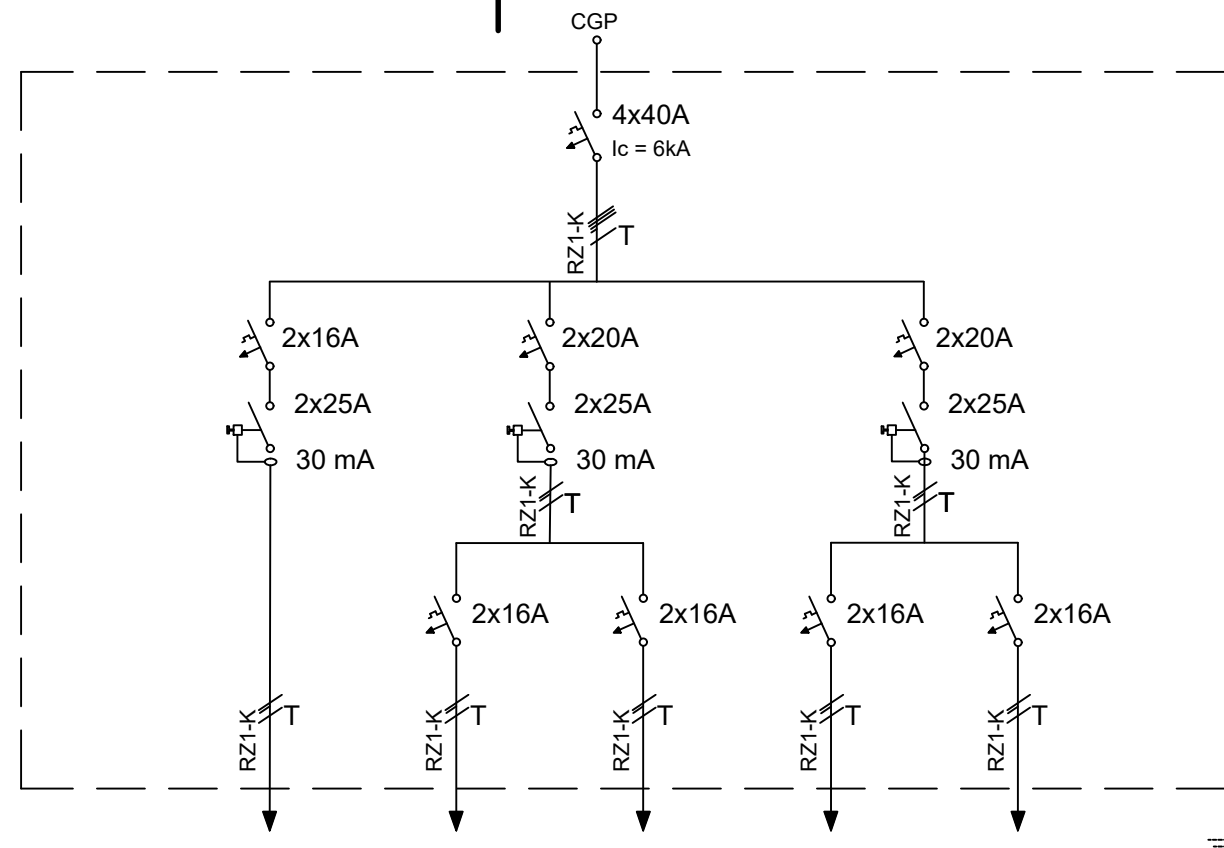 CGP
4x40A
Ic = 6kA
RZ1-K
T
2x16A
2x20A
2x20A
2x25A
2x25A
2x25A
30 mA
30 mA
30 mA
RZ1-K
T
RZ1-K
T
2x16A
2x16A
2x16A
2x16A
RZ1-K
T
RZ1-K
T
RZ1-K
T
RZ1-K
T
RZ1-K
T